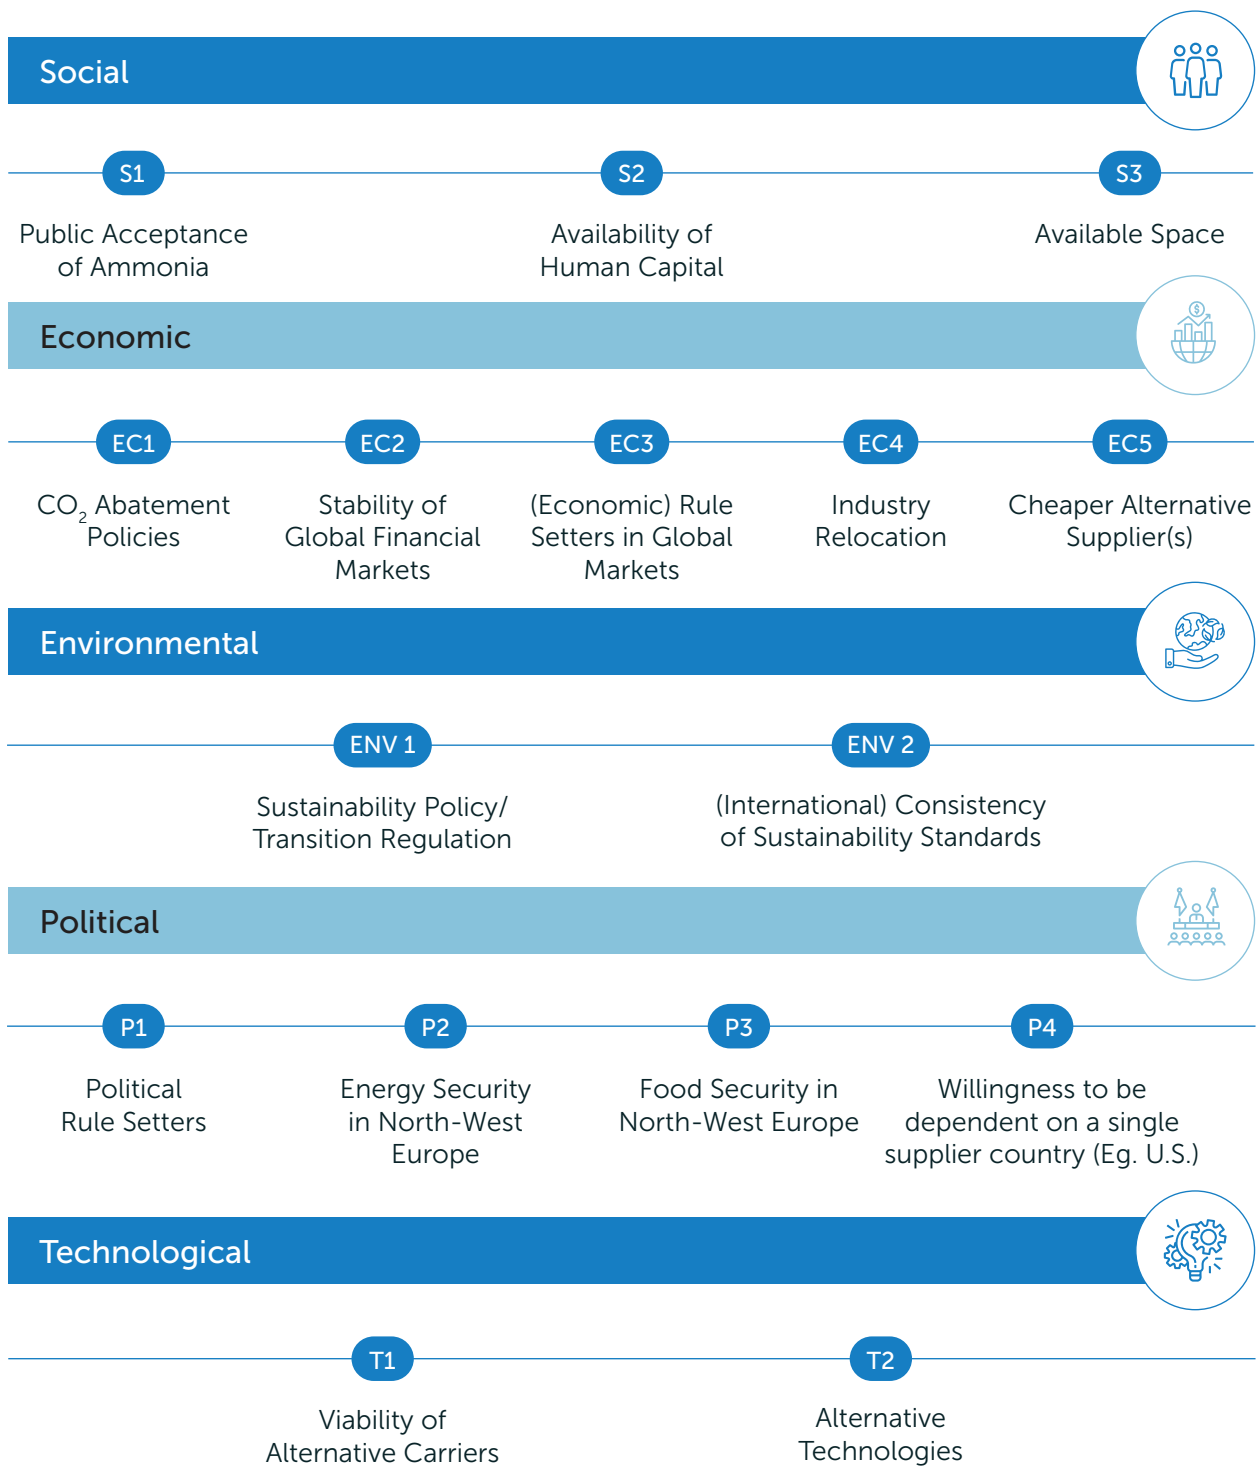 Social
S1
S2
S3
Public Acceptance
of Ammonia
Availability of
Human Capital
Available Space
$
Economic
EC1
EC2
EC3
EC4
EC5
CO2 Abatement
Policies
Stability of
Global Financial
Markets
(Economic) Rule
Setters in Global
Markets
Industry
Relocation
Cheaper Alternative
Supplier(s)
Environmental
ENV 1
ENV 2
Sustainability Policy/
Transition Regulation
(International) Consistency
of Sustainability Standards
Political
P1
P2
P3
P4
Political
Rule Setters
Energy Security
in North-West
Europe
Food Security in
North-West Europe
Willingness to be
dependent on a single
supplier country (Eg. U.S.)
Technological
T1
T2
Viability of
Alternative Carriers
Alternative
Technologies